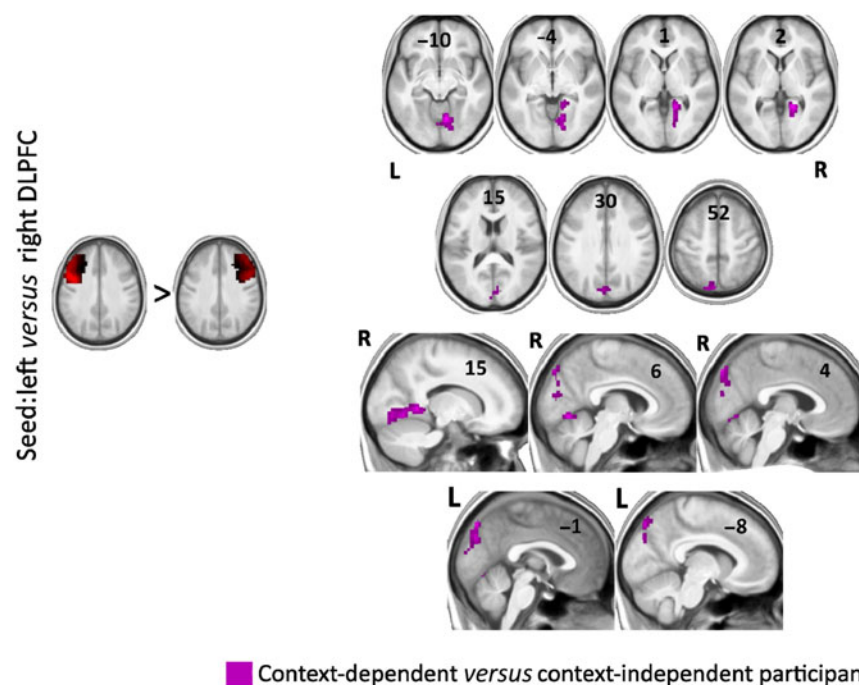 −10 −4 1 2
L R
15 30 52
Seed: left versus right DLPFC
>
R 15 R 6 R 4
L −1 L −8
Context-dependent versus context-independent participan